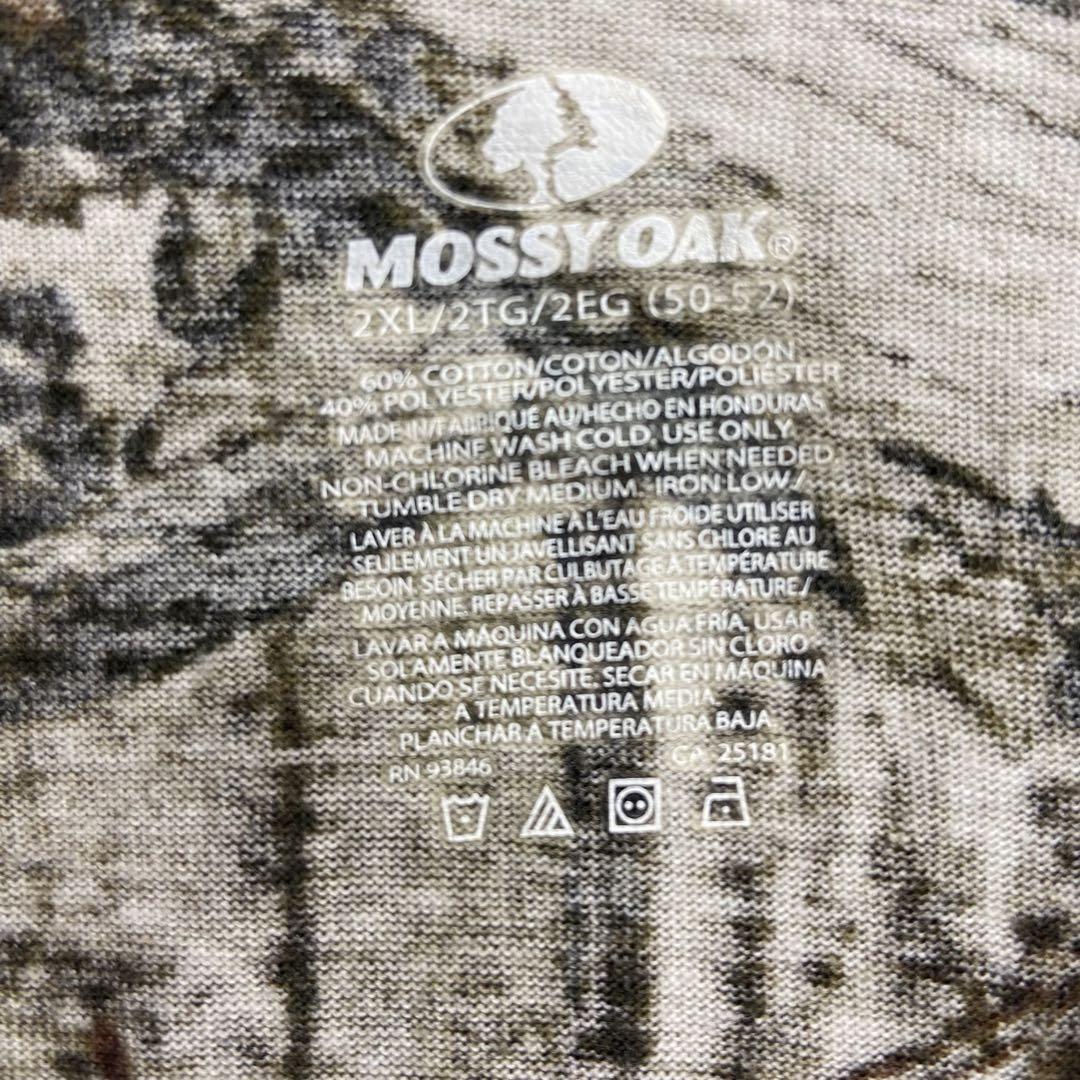 MOSSY OAK®
2XL/2TG/2EG (50-52)
60% COTTON/COTON/ALGODÓN
40% POLYESTER/POLYESTER/POLIÉSTER
MADE IN/FABRIQUÉ AU/HECHO EN HONDURAS
MACHINE WASH COLD, USE ONLY
NON-CHLORINE BLEACH WHEN NEEDED
TUMBLE DRY MEDIUM. IRON LOW./
LAVER À LA MACHINE À L'EAU FROIDE UTILISER
SEULEMENT UN JAVELLISANT SANS CHLORE AU
BESOIN. SÉCHER PAR CULBUTAGE À TEMPÉRATURE
MOYENNE. REPASSER À BASSE TEMPÉRATURE/
LAVAR A MÁQUINA CON AGUA FRÍA, USAR
SOLAMENTE BLANQUEADOR SIN CLORO
CUANDO SE NECESITE. SECAR EN MÁQUINA
A TEMPERATURA MEDIA.
PLANCHAR A TEMPERATURA BAJA.
RN 93846 CA 25181